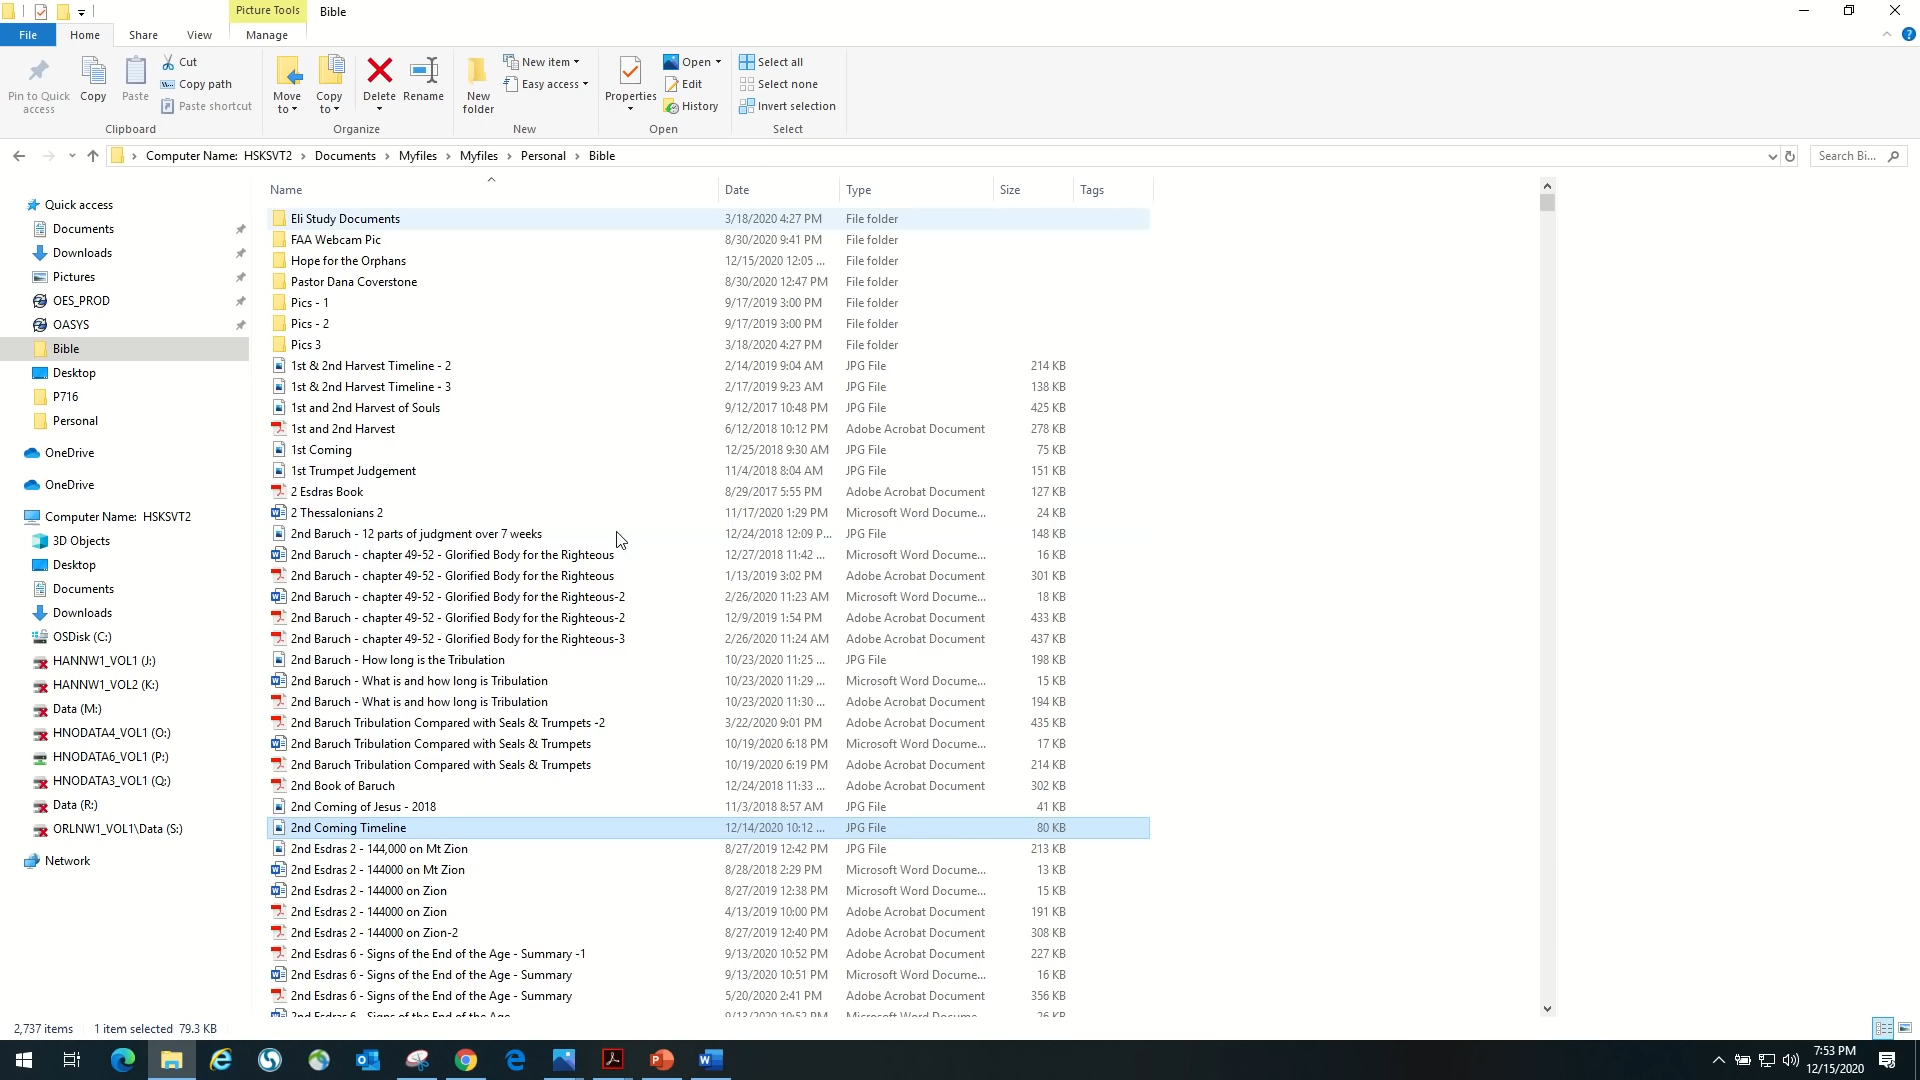 Picture Tools Bible
File Home Share View Manage
Pin to Quick access
Copy
Paste
Cut
Copy path
Paste shortcut
Clipboard
Move to
Copy to
Delete
Rename
Organize
New folder
New item
Easy access
New
Properties
Open
Edit
History
Open
Select all
Select none
Invert selection
Select
Computer Name: HSKSVT2 > Documents > Myfiles > Myfiles > Personal > Bible
Search Bi...
Quick access
Documents
Downloads
Pictures
OES_PROD
OASYS
Bible
Desktop
P716
Personal
OneDrive
OneDrive
Computer Name: HSKSVT2
3D Objects
Desktop
Documents
Downloads
OSDisk (C:)
HANNW1_VOL1 (J:)
HANNW1_VOL2 (K:)
Data (M:)
HNODATA4_VOL1 (O:)
HNODATA6_VOL1 (P:)
HNODATA3_VOL1 (Q:)
Data (R:)
ORLNW1_VOL1\Data (S:)
Network
Name Date Type Size Tags
Eli Study Documents 3/18/2020 4:27 PM File folder
FAA Webcam Pic 8/30/2020 9:41 PM File folder
Hope for the Orphans 12/15/2020 12:05 ... File folder
Pastor Dana Coverstone 8/30/2020 12:47 PM File folder
Pics - 1 9/17/2019 3:00 PM File folder
Pics - 2 9/17/2019 3:00 PM File folder
Pics 3 3/18/2020 4:27 PM File folder
1st & 2nd Harvest Timeline - 2 2/14/2019 9:04 AM JPG File 214 KB
1st & 2nd Harvest Timeline - 3 2/17/2019 9:23 AM JPG File 138 KB
1st and 2nd Harvest of Souls 9/12/2017 10:48 PM JPG File 425 KB
1st and 2nd Harvest 6/12/2018 10:12 PM Adobe Acrobat Document 278 KB
1st Coming 12/25/2018 9:30 AM JPG File 75 KB
1st Trumpet Judgement 11/4/2018 8:04 AM JPG File 151 KB
2 Esdras Book 8/29/2017 5:55 PM Adobe Acrobat Document 127 KB
2 Thessalonians 2 11/17/2020 1:29 PM Microsoft Word Docume... 24 KB
2nd Baruch - 12 parts of judgment over 7 weeks 12/24/2018 12:09 P... JPG File 148 KB
2nd Baruch - chapter 49-52 - Glorified Body for the Righteous 12/27/2018 11:42 ... Microsoft Word Docume... 16 KB
2nd Baruch - chapter 49-52 - Glorified Body for the Righteous 1/13/2019 3:02 PM Adobe Acrobat Document 301 KB
2nd Baruch - chapter 49-52 - Glorified Body for the Righteous-2 2/26/2020 11:23 AM Microsoft Word Docume... 18 KB
2nd Baruch - chapter 49-52 - Glorified Body for the Righteous-2 12/9/2019 1:54 PM Adobe Acrobat Document 433 KB
2nd Baruch - chapter 49-52 - Glorified Body for the Righteous-3 2/26/2020 11:24 AM Adobe Acrobat Document 437 KB
2nd Baruch - How long is the Tribulation 10/23/2020 11:25 ... JPG File 198 KB
2nd Baruch - What is and how long is Tribulation 10/23/2020 11:29 ... Microsoft Word Docume... 15 KB
2nd Baruch - What is and how long is Tribulation 10/23/2020 11:30 ... Adobe Acrobat Document 194 KB
2nd Baruch Tribulation Compared with Seals & Trumpets -2 3/22/2020 9:01 PM Adobe Acrobat Document 435 KB
2nd Baruch Tribulation Compared with Seals & Trumpets 10/19/2020 6:18 PM Microsoft Word Docume... 17 KB
2nd Baruch Tribulation Compared with Seals & Trumpets 10/19/2020 6:19 PM Adobe Acrobat Document 214 KB
2nd Book of Baruch 12/24/2018 11:33 ... Adobe Acrobat Document 302 KB
2nd Coming of Jesus - 2018 11/3/2018 8:57 AM JPG File 41 KB
2nd Coming Timeline 12/14/2020 10:12 ... JPG File 80 KB
2nd Esdras 2 - 144,000 on Mt Zion 8/27/2019 12:42 PM JPG File 213 KB
2nd Esdras 2 - 144000 on Mt Zion 8/28/2018 2:29 PM Microsoft Word Docume... 13 KB
2nd Esdras 2 - 144000 on Zion 8/27/2019 12:38 PM Microsoft Word Docume... 15 KB
2nd Esdras 2 - 144000 on Zion 4/13/2019 10:00 PM Adobe Acrobat Document 191 KB
2nd Esdras 2 - 144000 on Zion-2 8/27/2019 12:40 PM Adobe Acrobat Document 308 KB
2nd Esdras 6 - Signs of the End of the Age - Summary -1 9/13/2020 10:52 PM Adobe Acrobat Document 227 KB
2nd Esdras 6 - Signs of the End of the Age - Summary 9/13/2020 10:51 PM Microsoft Word Docume... 16 KB
2nd Esdras 6 - Signs of the End of the Age - Summary 5/20/2020 2:41 PM Adobe Acrobat Document 356 KB
2nd Esdras 6 - Signs of the End of the Age 9/13/2020 10:52 PM Microsoft Word Docume... 26 KB
2,737 items 1 item selected 79.3 KB
7:53 PM
12/15/2020